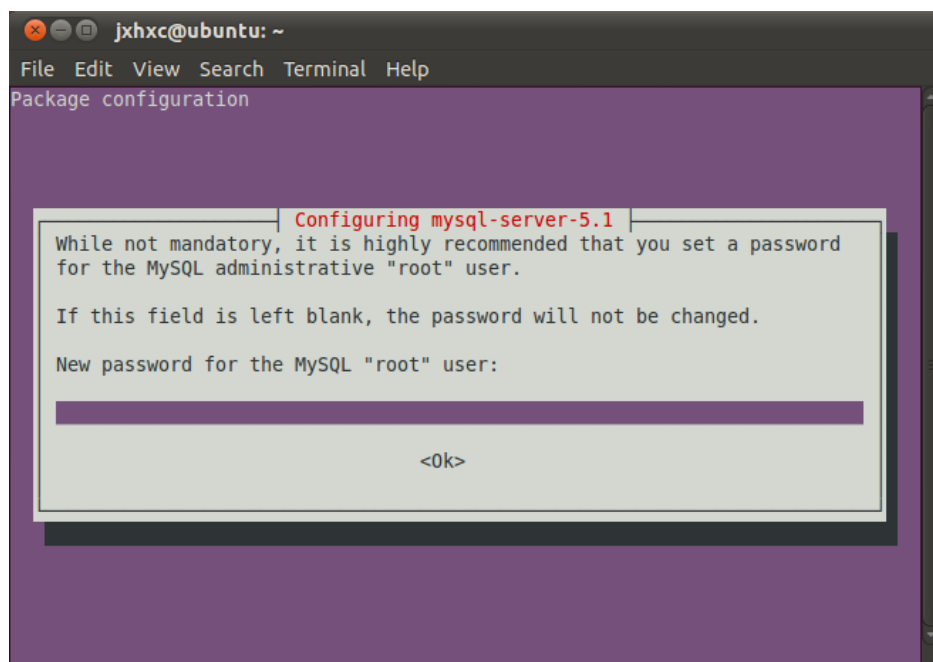 jxhxc@ubuntu: ~
File Edit View Search Terminal Help
Package configuration
Configuring mysql-server-5.1
While not mandatory, it is highly recommended that you set a password
for the MySQL administrative "root" user.
If this field is left blank, the password will not be changed.
New password for the MySQL "root" user:
<Ok>